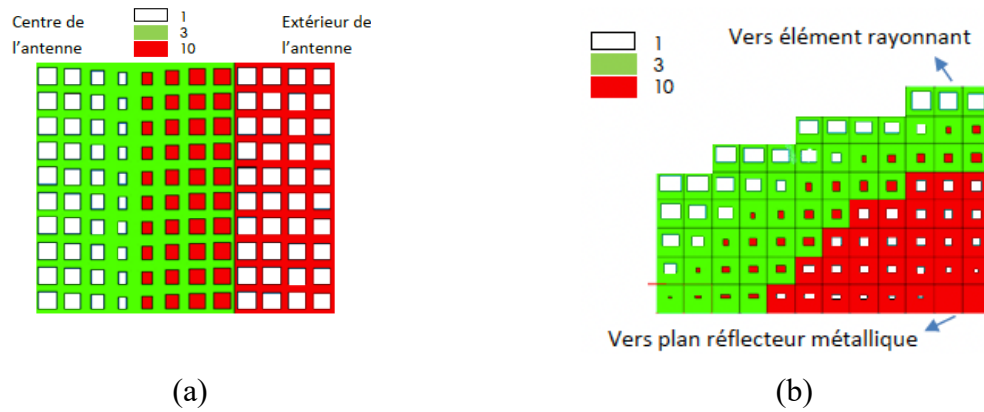 Centre de
l’antenne
1
3
10
Extérieur de
l’antenne
1
3
10
Vers élément rayonnant
Vers plan réflecteur métallique
(a)
(b)